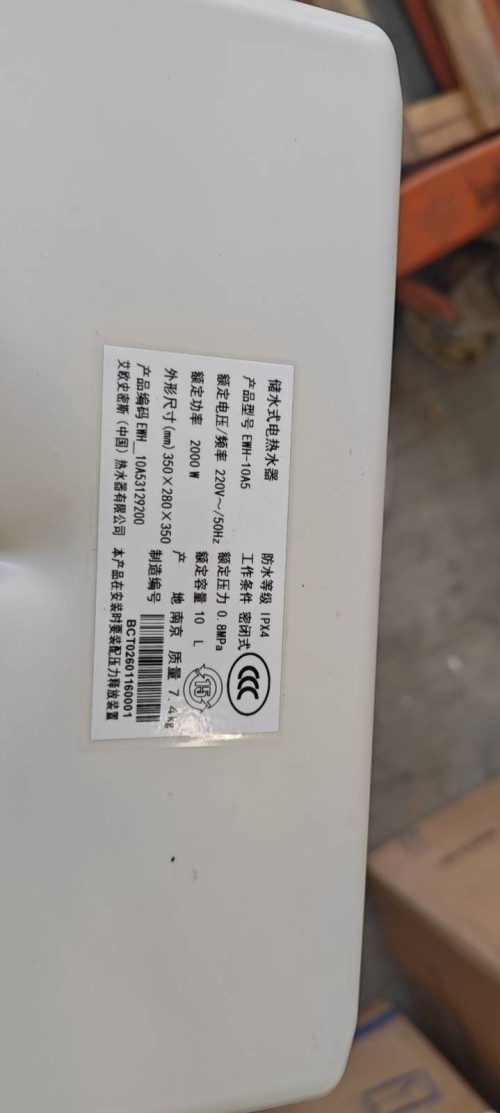 储水式电热水器 防水等级 IPX4
产品型号 EWH-10A5 工作条件 密闭式
额定电压/频率 220V～/50Hz 额定压力 0.8MPa
额定功率 2000W 额定容量 10 L
外形尺寸(mm) 350×280×350 产 地 南京 质量 7.4kg
产品编码 EWH_10A53129200 制造编号
BCT02601160001
艾欧史密斯（中国）热水器有限公司 本产品在安装时要装配压力释放装置
CCC
15